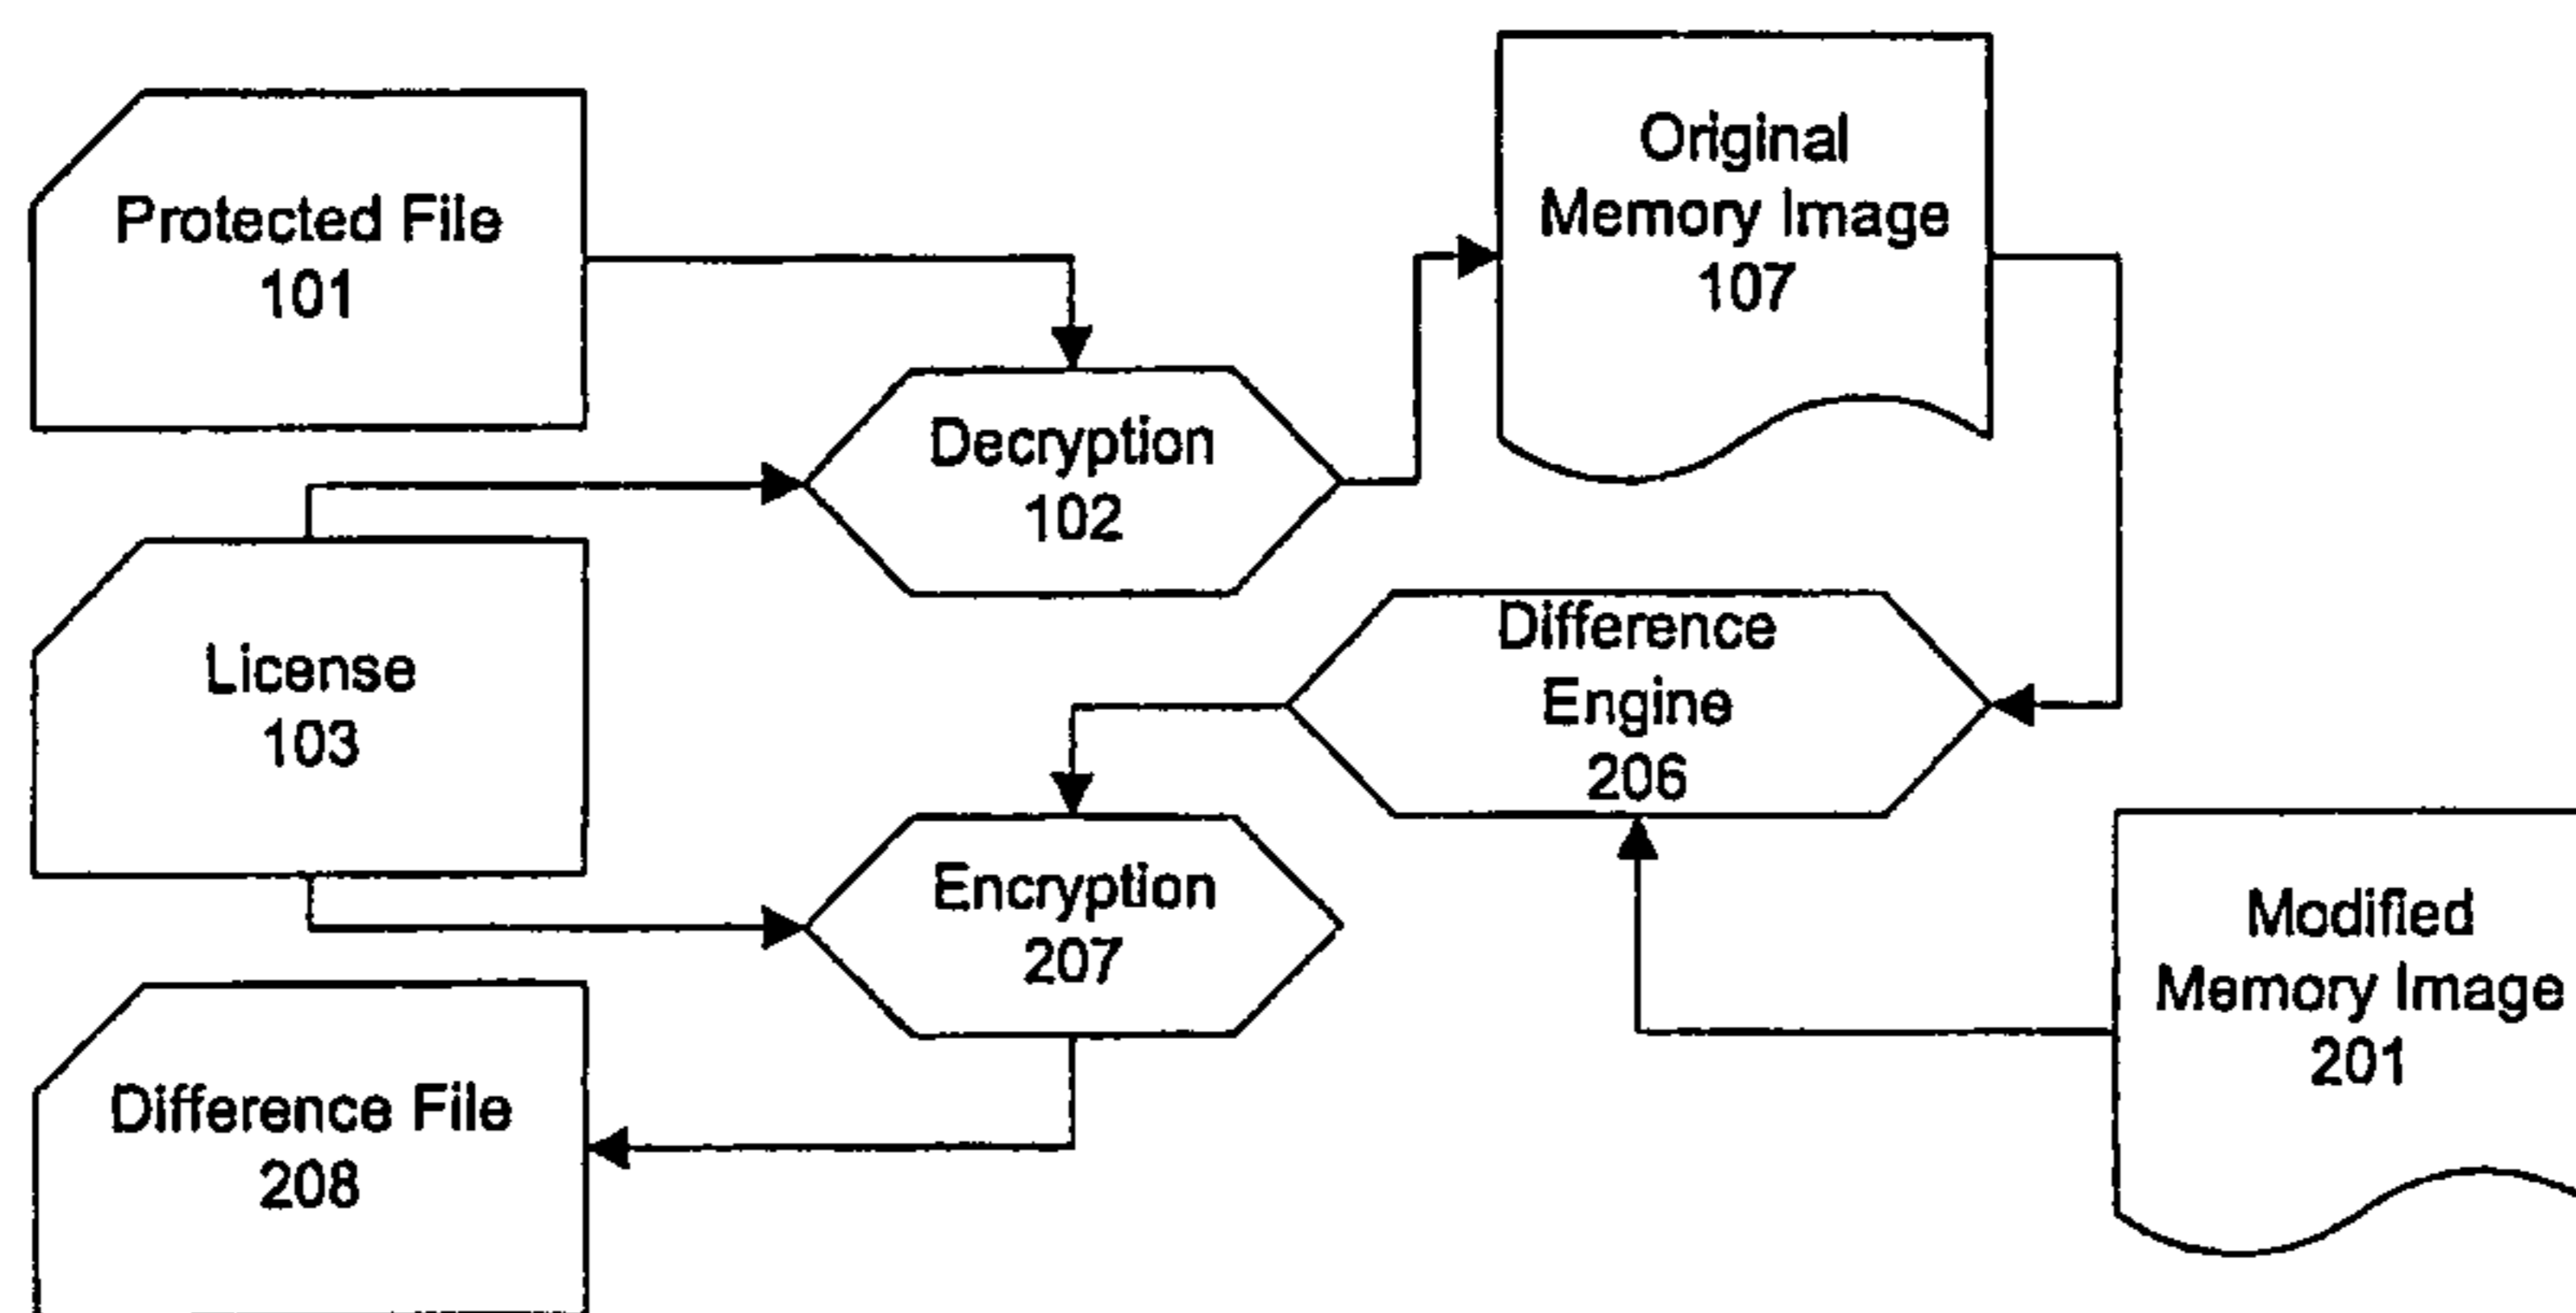 Protected File
101
Original
Memory Image
107
Decryption
102
License
103
Difference
Engine
206
Encryption
207
Modified
Memory Image
201
Difference File
208